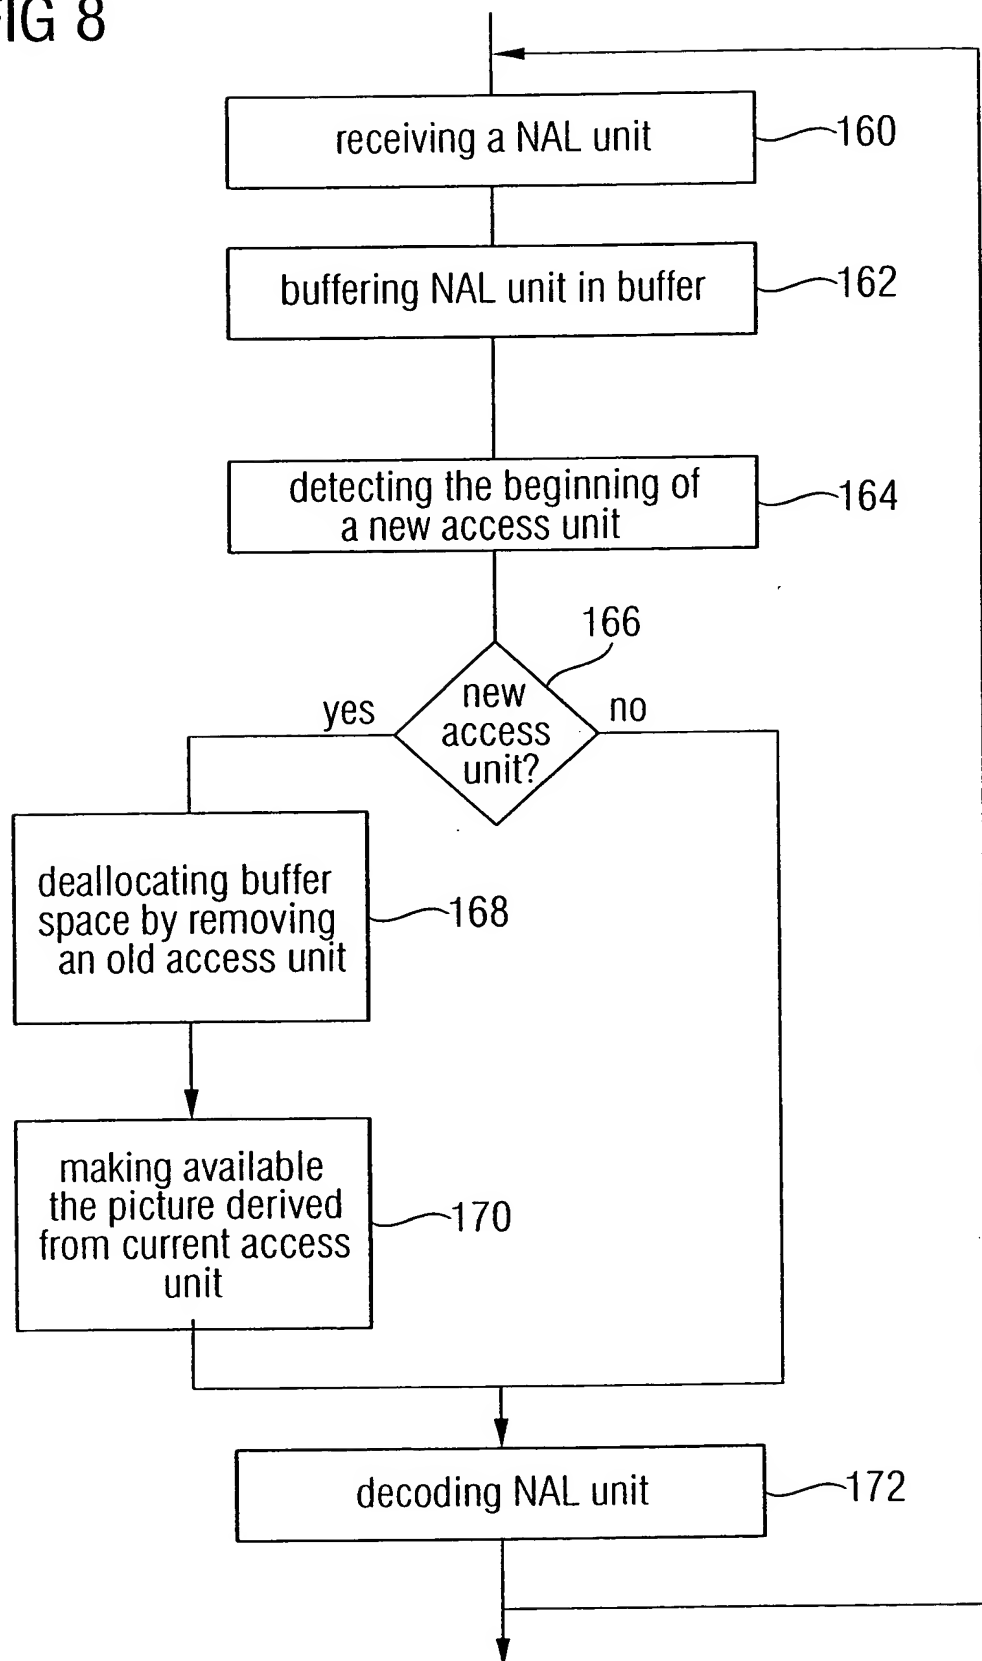 FIG 8
receiving a NAL unit
160
buffering NAL unit in buffer
162
detecting the beginning of
a new access unit
164
166
new
access
unit?
yes
no
deallocating buffer
space by removing
an old access unit
168
making available
the picture derived
from current access
unit
170
decoding NAL unit
172